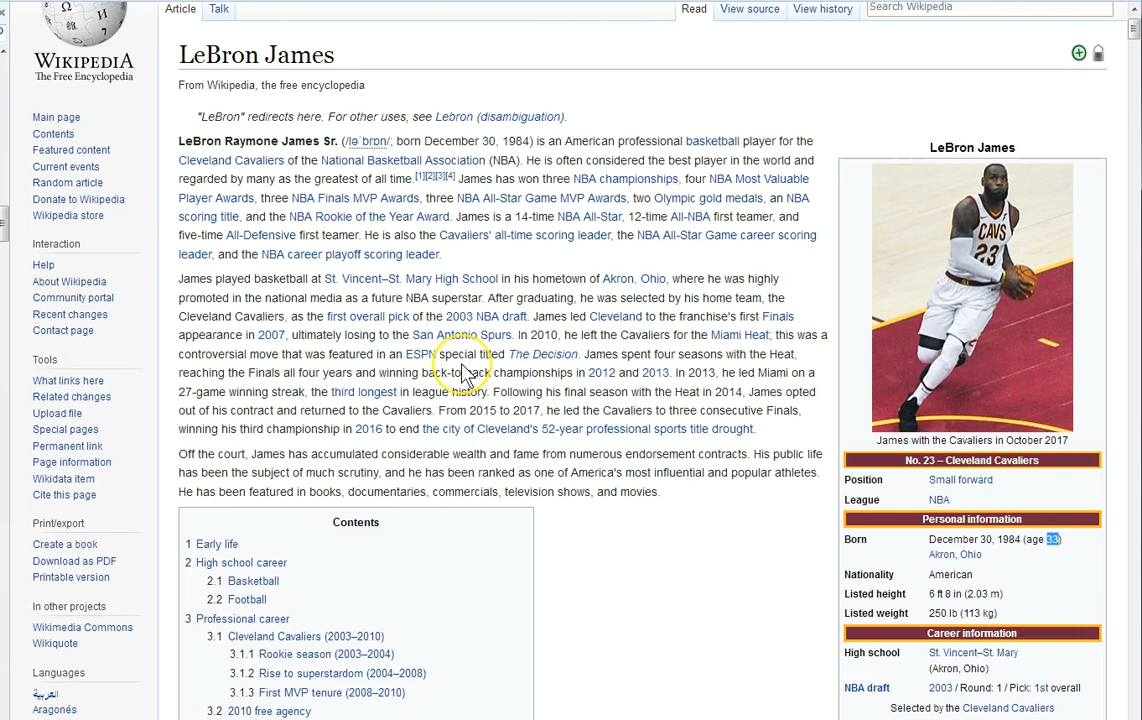 Article
Talk
Read
View source
View history
Search Wikipedia
WIKIPEDIA
The Free Encyclopedia
Main page
Contents
Featured content
Current events
Random article
Donate to Wikipedia
Wikipedia store
Interaction
Help
About Wikipedia
Community portal
Recent changes
Contact page
Tools
What links here
Related changes
Upload file
Special pages
Permanent link
Page information
Wikidata item
Cite this page
Print/export
Create a book
Download as PDF
Printable version
In other projects
Wikimedia Commons
Wikiquote
Languages
العربية
Aragonés
LeBron James
From Wikipedia, the free encyclopedia
"LeBron" redirects here. For other uses, see Lebron (disambiguation).
LeBron Raymone James Sr. (/ləˈbrɒn/; born December 30, 1984) is an American professional basketball player for the
Cleveland Cavaliers of the National Basketball Association (NBA). He is often considered the best player in the world and
regarded by many as the greatest of all time.[1][2][3][4] James has won three NBA championships, four NBA Most Valuable
Player Awards, three NBA Finals MVP Awards, three NBA All-Star Game MVP Awards, two Olympic gold medals, an NBA
scoring title, and the NBA Rookie of the Year Award. James is a 14-time NBA All-Star, 12-time All-NBA first teamer, and
five-time All-Defensive first teamer. He is also the Cavaliers' all-time scoring leader, the NBA All-Star Game career scoring
leader, and the NBA career playoff scoring leader.
James played basketball at St. Vincent–St. Mary High School in his hometown of Akron, Ohio, where he was highly
promoted in the national media as a future NBA superstar. After graduating, he was selected by his home team, the
Cleveland Cavaliers, as the first overall pick of the 2003 NBA draft. James led Cleveland to the franchise's first Finals
appearance in 2007, ultimately losing to the San Antonio Spurs. In 2010, he left the Cavaliers for the Miami Heat; this was a
controversial move that was featured in an ESPN special titled The Decision. James spent four seasons with the Heat,
reaching the Finals all four years and winning back-to-back championships in 2012 and 2013. In 2013, he led Miami on a
27-game winning streak, the third longest in league history. Following his final season with the Heat in 2014, James opted
out of his contract and returned to the Cavaliers. From 2015 to 2017, he led the Cavaliers to three consecutive Finals,
winning his third championship in 2016 to end the city of Cleveland's 52-year professional sports title drought.
Off the court, James has accumulated considerable wealth and fame from numerous endorsement contracts. His public life
has been the subject of much scrutiny, and he has been ranked as one of America's most influential and popular athletes.
He has been featured in books, documentaries, commercials, television shows, and movies.
Contents
1 Early life
2 High school career
2.1 Basketball
2.2 Football
3 Professional career
3.1 Cleveland Cavaliers (2003–2010)
3.1.1 Rookie season (2003–2004)
3.1.2 Rise to superstardom (2004–2008)
3.1.3 First MVP tenure (2008–2010)
3.2 2010 free agency
LeBron James
CAVS
23
James with the Cavaliers in October 2017
No. 23 – Cleveland Cavaliers
Position Small forward
League NBA
Personal information
Born December 30, 1984 (age 33)
Akron, Ohio
Nationality American
Listed height 6 ft 8 in (2.03 m)
Listed weight 250 lb (113 kg)
Career information
High school St. Vincent–St. Mary
(Akron, Ohio)
NBA draft 2003 / Round: 1 / Pick: 1st overall
Selected by the Cleveland Cavaliers